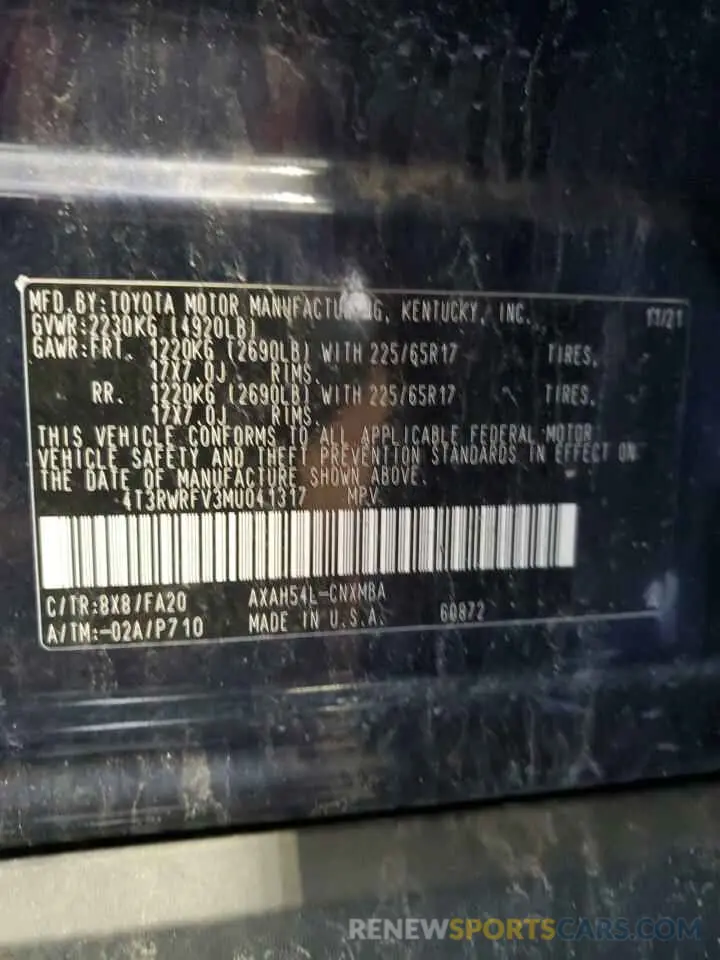 MFD. BY: TOYOTA MOTOR MANUFACTURING, KENTUCKY, INC. 11/21
GVWR: 2230KG (4920LB)
GAWR: FRT. 1220KG (2690LB) WITH 225/65R17 TIRES,
17X7.0J RIMS.
RR. 1220KG (2690LB) WITH 225/65R17 TIRES,
17X7.0J RIMS.
THIS VEHICLE CONFORMS TO ALL APPLICABLE FEDERAL MOTOR
VEHICLE SAFETY AND THEFT PREVENTION STANDARDS IN EFFECT ON
THE DATE OF MANUFACTURE SHOWN ABOVE.
4T3RWRFV3MU041317 MPV
C/TR:8X8/FA20 AXAH54L-CNXMBA
A/TM:-02A/P710 MADE IN U.S.A. 60872
RENEWSPORTSCARS.COM